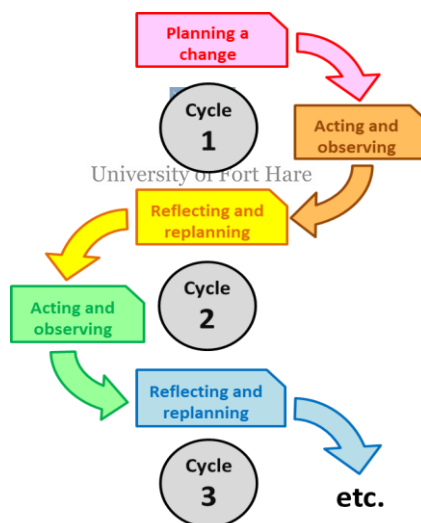 Planning a
change
Cycle
1
Acting and
observing
University of Fort Hare
Reflecting and
replanning
Cycle
2
Acting and
observing
Reflecting and
replanning
Cycle
3
etc.